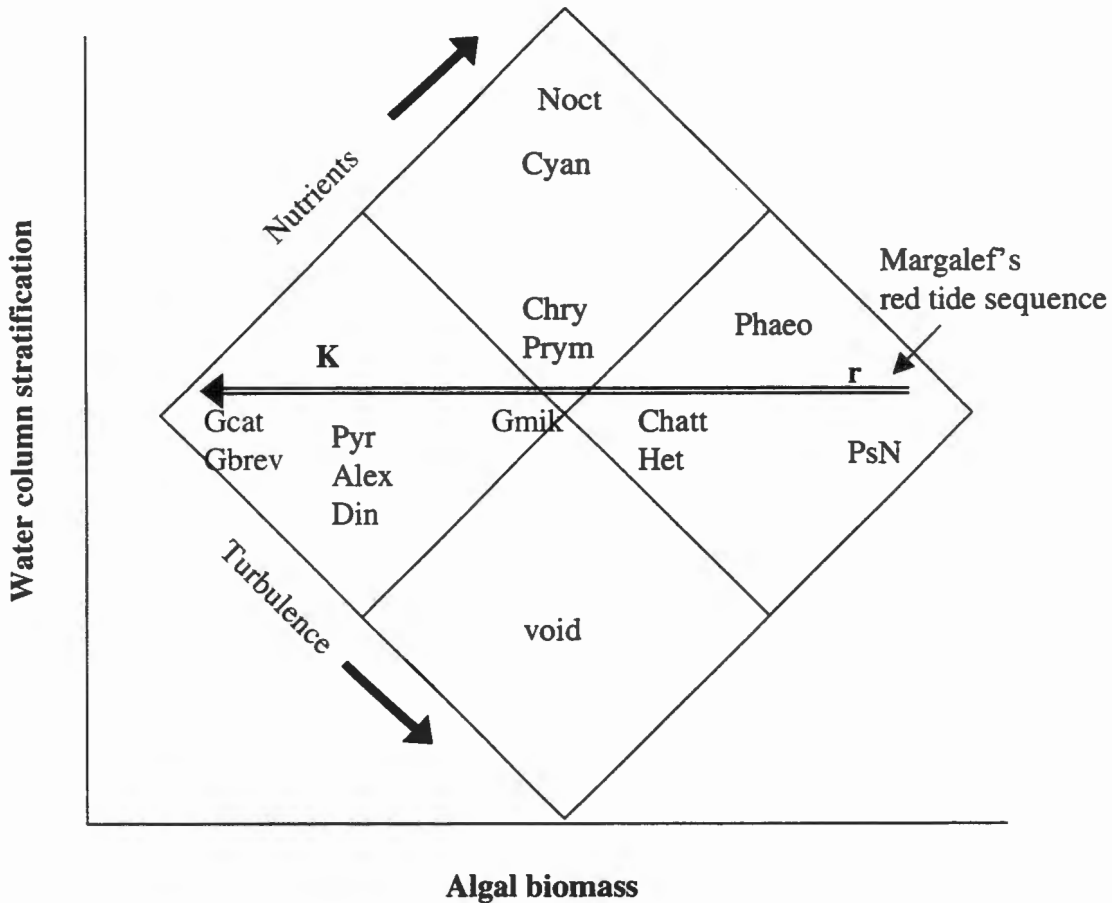 Noct
Cyan
Nutrients
Margalef's
red tide sequence
Chry
Prym
Phaeo
K
r
Gcat
Gbrev
Pyr
Alex
Din
Gmik
Chatt
Het
PsN
Turbulence
void
Water column stratification
Algal biomass